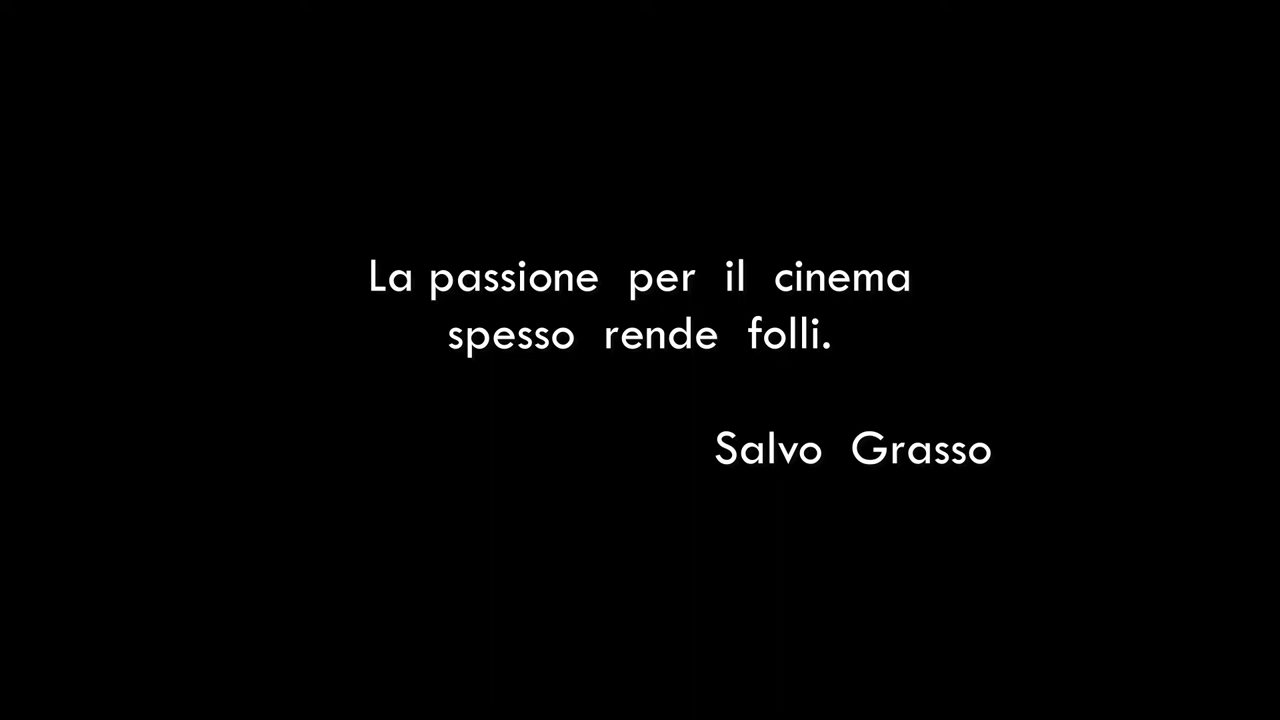 La passione per il cinema
spesso rende folli.
Salvo Grasso